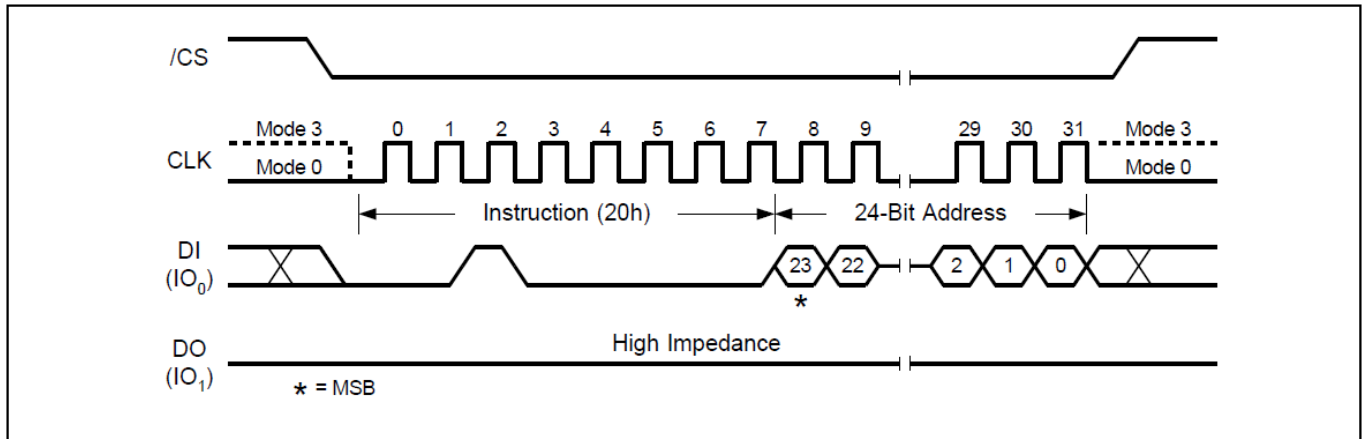 /CS
Mode 3 0 1 2 3 4 5 6 7 8 9 29 30 31 Mode 3
CLK
Mode 0 Mode 0
Instruction (20h) 24-Bit Address
DI
(IO0)
23 22 2 1 0
*
High Impedance
DO
(IO1)
* = MSB